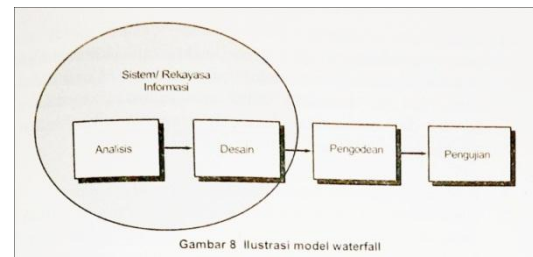 Sistem/ Rekayasa
Informasi
Analisis
Desain
Pengodean
Pengujian
Gambar 8 Ilustrasi model waterfall